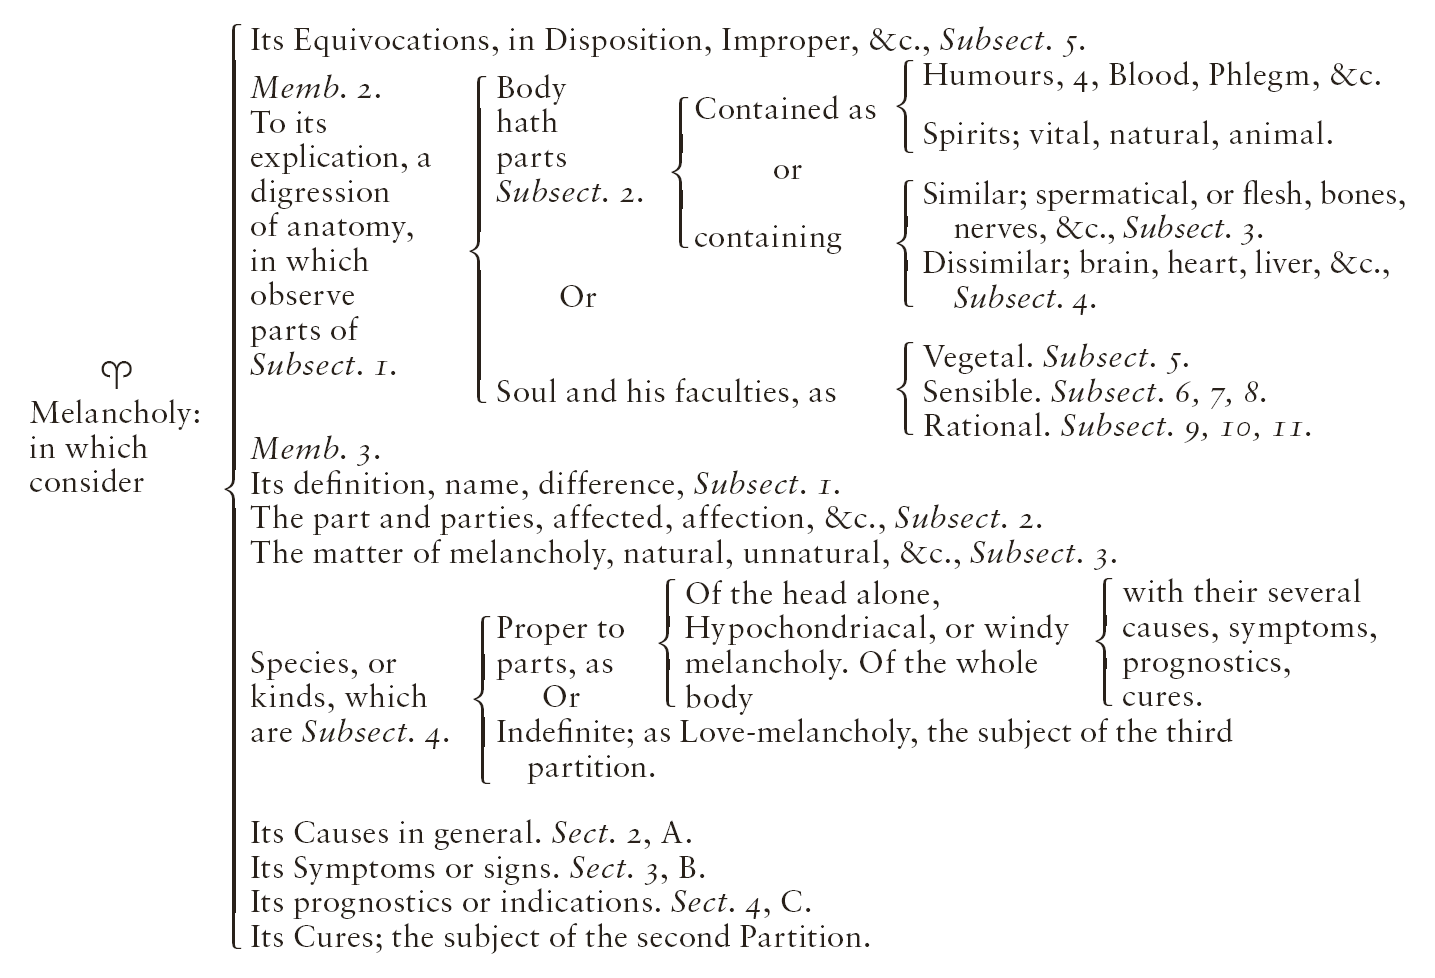 ♈
Melancholy:
in which
consider
Its Equivocations, in Disposition, Improper, &c., Subsect. 5.
Memb. 2.
To its
explication, a
digression
of anatomy,
in which
observe
parts of
Subsect. 1.
Body
hath
parts
Subsect. 2.
Contained as
Humours, 4, Blood, Phlegm, &c.
Spirits; vital, natural, animal.
or
containing
Similar; spermatical, or flesh, bones,
nerves, &c., Subsect. 3.
Dissimilar; brain, heart, liver, &c.,
Subsect. 4.
Or
Soul and his faculties, as
Vegetal. Subsect. 5.
Sensible. Subsect. 6, 7, 8.
Rational. Subsect. 9, 10, 11.
Memb. 3.
Its definition, name, difference, Subsect. 1.
The part and parties, affected, affection, &c., Subsect. 2.
The matter of melancholy, natural, unnatural, &c., Subsect. 3.
Species, or
kinds, which
are Subsect. 4.
Proper to
parts, as
Of the head alone,
Hypochondriacal, or windy
melancholy. Of the whole
body
with their several
causes, symptoms,
prognostics,
cures.
Or
Indefinite; as Love-melancholy, the subject of the third
partition.
Its Causes in general. Sect. 2, A.
Its Symptoms or signs. Sect. 3, B.
Its prognostics or indications. Sect. 4, C.
Its Cures; the subject of the second Partition.